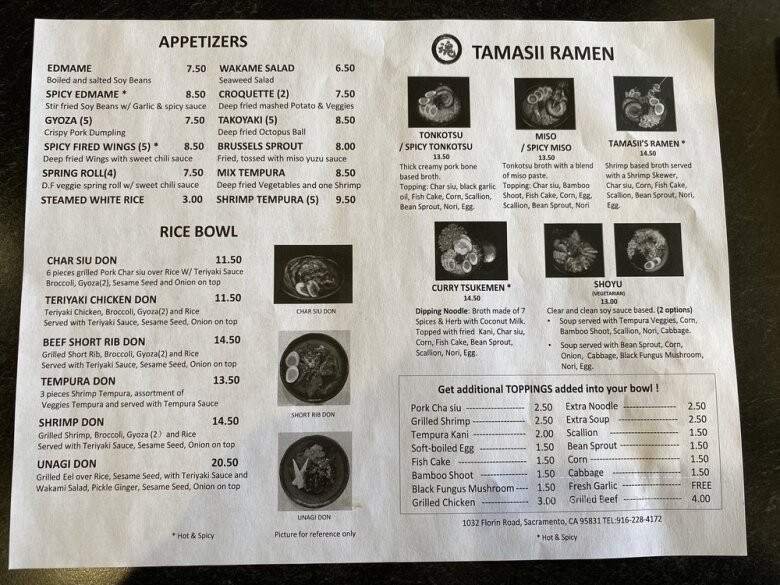 APPETIZERS
EDMAME 7.50
Boiled and salted Soy Beans
SPICY EDMAME * 8.50
Stir fried Soy Beans w/ Garlic & spicy sauce
GYOZA (5) 7.50
Crispy Pork Dumpling
SPICY FIRED WINGS (5) * 8.50
Deep fried Wings with sweet chili sauce
SPRING ROLL(4) 7.50
D.F veggie spring roll w/ sweet chili sauce
STEAMED WHITE RICE 3.00
WAKAME SALAD 6.50
Seaweed Salad
CROQUETTE (2) 7.50
Deep fried mashed Potato & Veggies
TAKOYAKI (5) 8.50
Deep fried Octopus Ball
BRUSSELS SPROUT 8.00
Fried, tossed with miso yuzu sauce
MIX TEMPURA 8.50
Deep fried Vegetables and one Shrimp
SHRIMP TEMPURA (5) 9.50
RICE BOWL
CHAR SIU DON 11.50
6 pieces grilled Pork Char siu over Rice W/ Teriyaki Sauce
Broccoli, Gyoza(2), Sesame Seed and Onion on top
TERIYAKI CHICKEN DON 11.50
Teriyaki Chicken, Broccoli, Gyoza(2) and Rice
Served with Teriyaki Sauce, Sesame Seed, Onion on top
BEEF SHORT RIB DON 14.50
Grilled Short Rib, Broccoli, Gyoza(2) and Rice
Served with Teriyaki Sauce, Sesame Seed, Onion on top
TEMPURA DON 13.50
3 pieces Shrimp Tempura, assortment of
Veggies Tempura and served with Tempura Sauce
SHRIMP DON 14.50
Grilled Shrimp, Broccoli, Gyoza (2) and Rice
Served with Teriyaki Sauce, Sesame Seed, Onion on top
UNAGI DON 20.50
Grilled Eel over Rice, Sesame Seed, with Teriyaki Sauce and
Wakami Salad, Pickle Ginger, Sesame Seed, Onion on top
CHAR SIU DON
SHORT RIB DON
UNAGI DON
* Hot & Spicy
Picture for reference only
TAMASII RAMEN
TONKOTSU
/ SPICY TONKOTSU
13.50
Thick creamy pork bone
based broth.
Topping: Char siu, black garlic
oil, Fish Cake, Corn, Scallion,
Bean Sprout, Nori, Egg.
MISO
/ SPICY MISO
13.50
Tonkotsu broth with a blend
of miso paste.
Topping: Char siu, Bamboo
Shoot, Fish Cake, Corn, Egg,
Scallion, Bean Sprout, Nori
TAMASII'S RAMEN *
14.50
Shrimp based broth served
with a Shrimp Skewer,
Char siu, Corn, Fish Cake,
Scallion, Bean Sprout, Nori,
Egg.
CURRY TSUKEMEN *
14.50
Dipping Noodle: Broth made of 7
Spices & Herb with Coconut Milk.
Topped with fried Kani, Char siu,
Corn, Fish Cake, Bean Sprout,
Scallion, Nori, Egg.
SHOYU
(VEGETARIAN)
13.00
Clear and clean soy sauce based. (2 options)
• Soup served with Tempura Veggies, Corn,
Bamboo Shoot, Scallion, Nori, Cabbage.
• Soup served with Bean Sprout, Corn,
Onion, Cabbage, Black Fungus Mushroom,
Nori, Egg.
Get additional TOPPINGS added into your bowl !
Pork Cha siu 2.50
Grilled Shrimp 2.50
Tempura Kani 2.00
Soft-boiled Egg 1.50
Fish Cake 1.50
Bamboo Shoot 1.50
Black Fungus Mushroom 1.50
Grilled Chicken 3.00
Extra Noodle 2.50
Extra Soup 2.50
Scallion 1.50
Bean Sprout 1.50
Corn 1.50
Cabbage 1.50
Fresh Garlic FREE
Grilled Beef 4.00
1032 Florin Road, Sacramento, CA 95831 TEL:916-228-4172
* Hot & Spicy